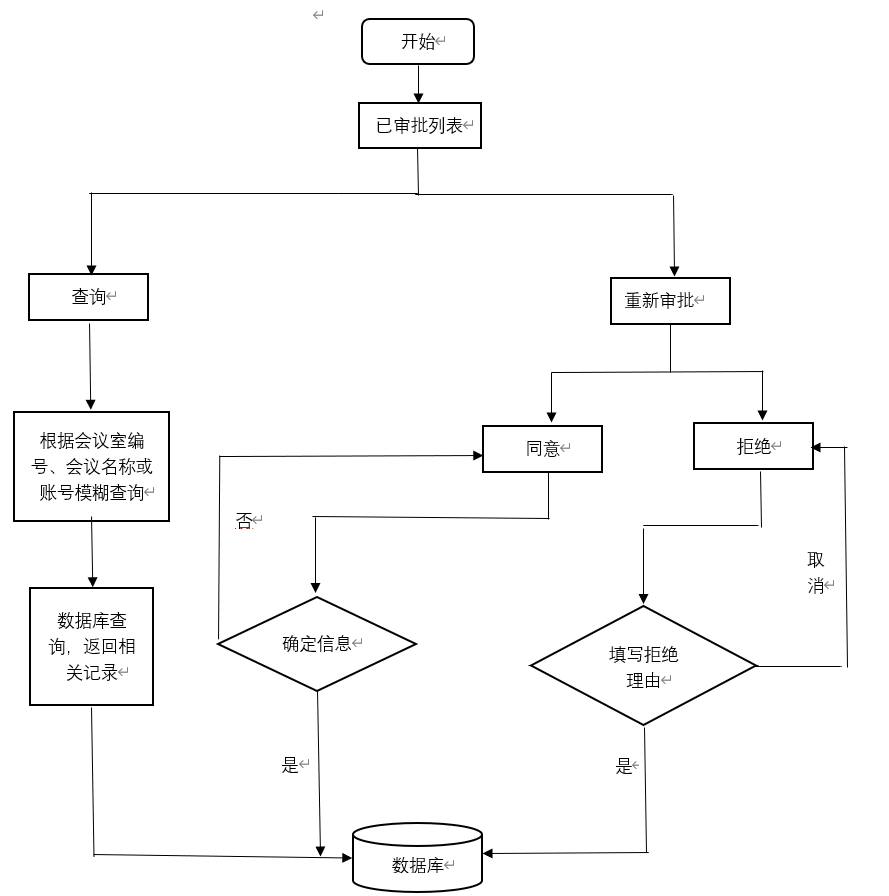 开始
已审批列表
查询
重新审批
根据会议室编
号、会议名称或
账号模糊查询
同意
拒绝
否
取
消
数据库查
询，返回相
关记录
确定信息
填写拒绝
理由
是
是
数据库